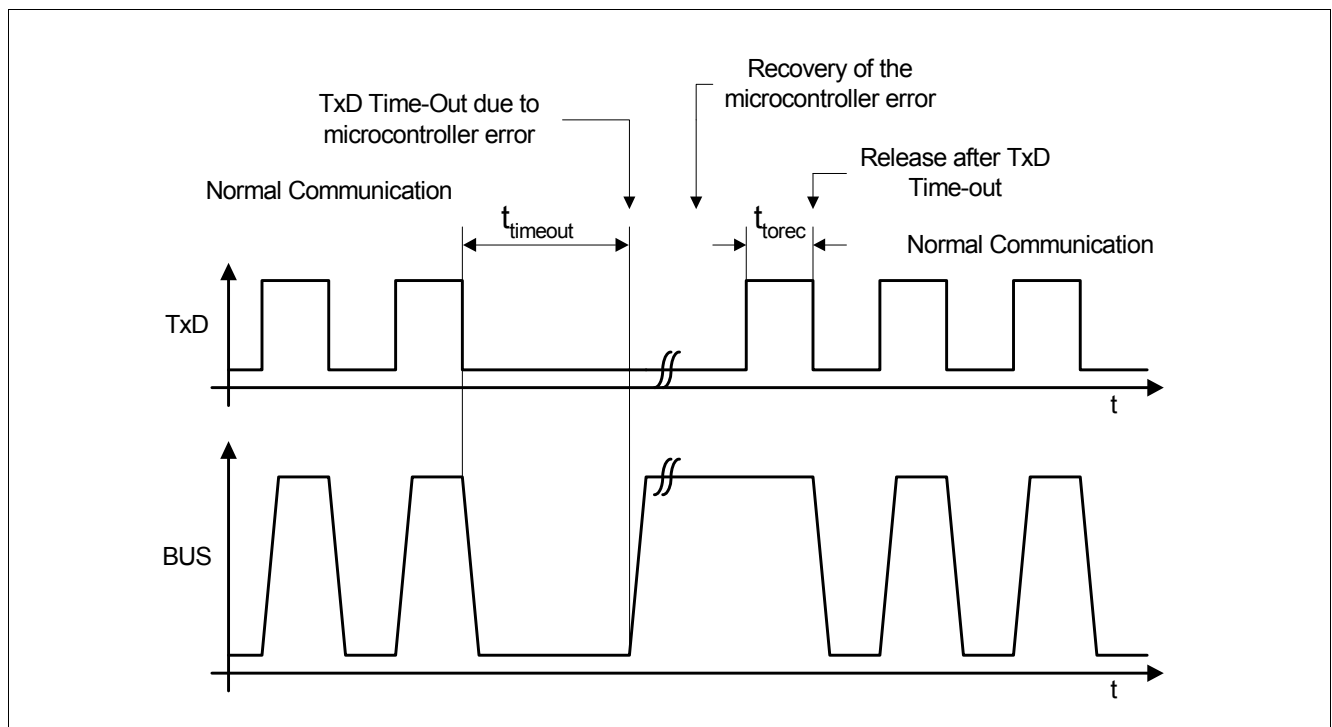 Recovery of the
microcontroller error
TxD Time-Out due to
microcontroller error
Release after TxD
Time-out
Normal Communication
ttimeout
ttorec
Normal Communication
TxD
t
BUS
t